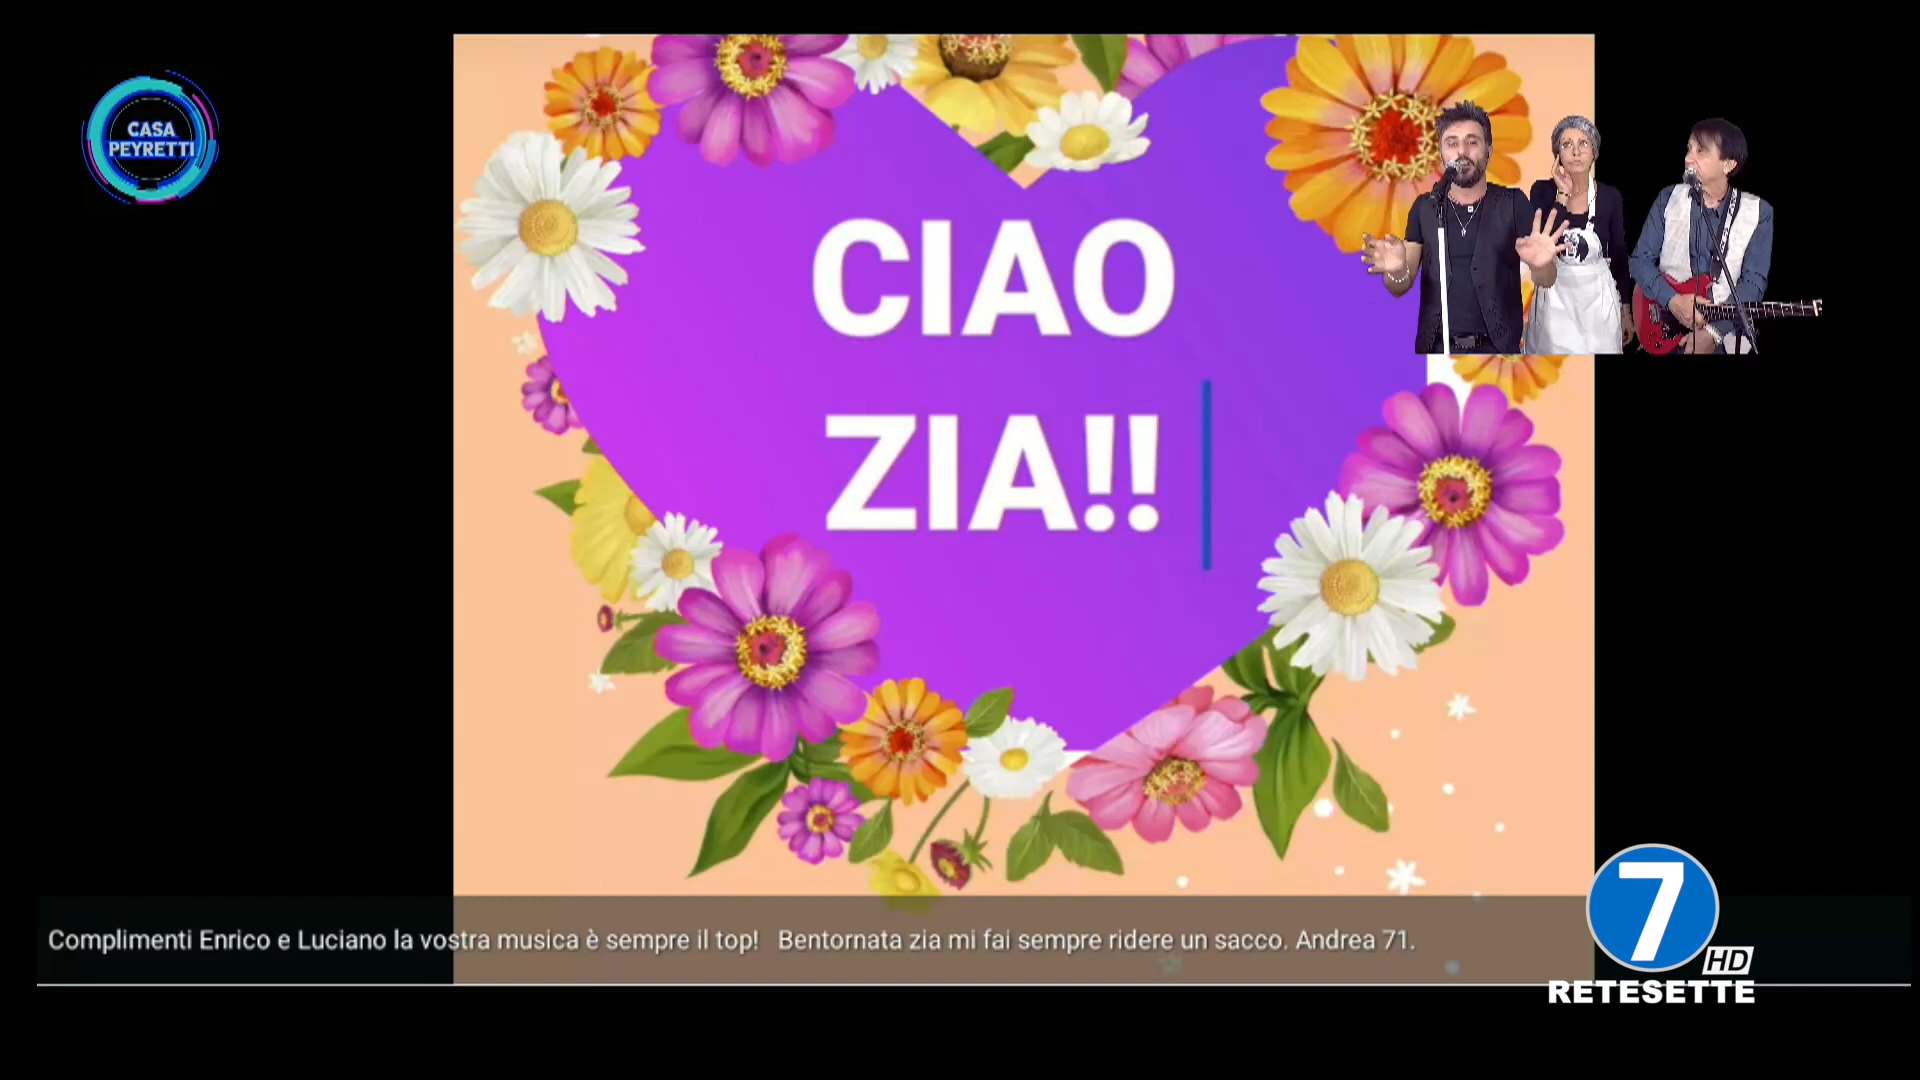 CASA
PEYRETTI
CIAO
ZIA!!
Complimenti Enrico e Luciano la vostra musica è sempre il top!   Bentornata zia mi fai sempre ridere un sacco. Andrea 71.
7
HD
RETESETTE